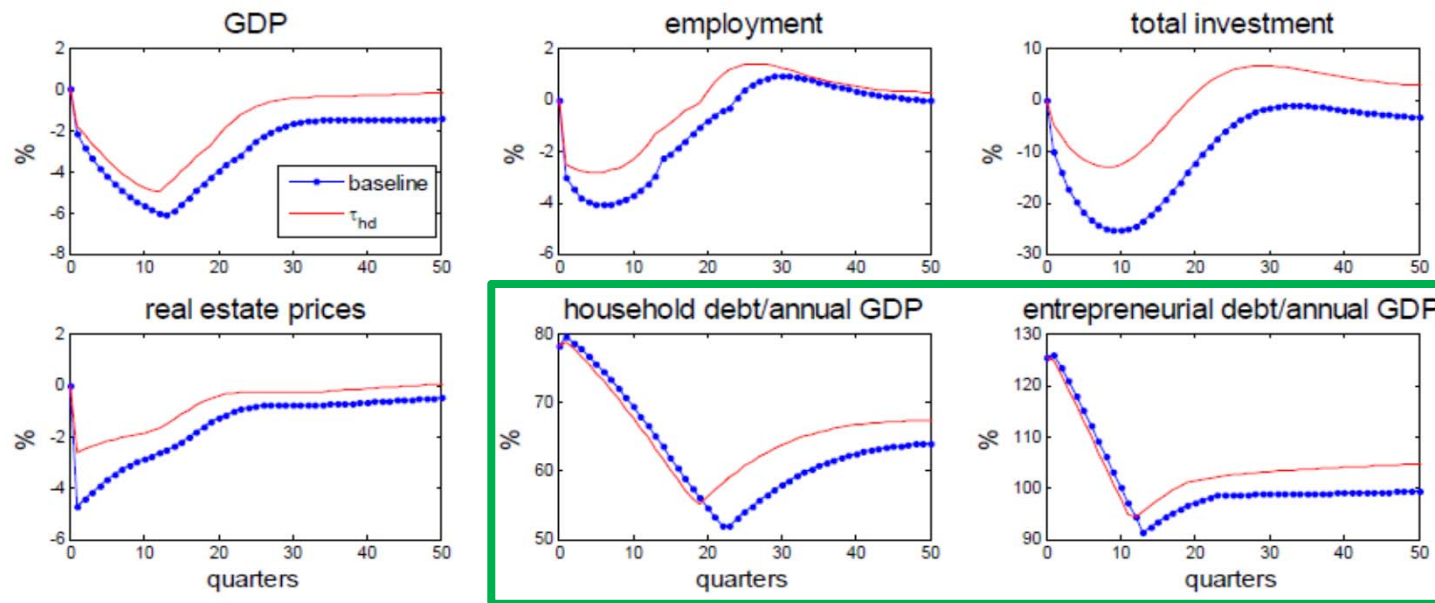 GDP
employment
total investment
2
0
-2
-4
-6
-8
%
0 10 20 30 40 50
baseline
τhd
2
0
-2
-4
-6
%
0 10 20 30 40 50
10
0
-10
-20
-30
%
0 10 20 30 40 50
real estate prices
household debt/annual GDP
entrepreneurial debt/annual GDP
2
0
-2
-4
-6
%
0 10 20 30 40 50
quarters
80
70
60
50
%
0 10 20 30 40 50
quarters
130
120
110
100
90
%
0 10 20 30 40 50
quarters